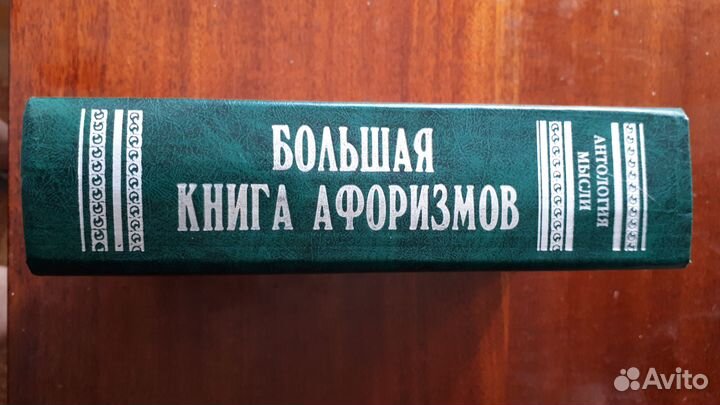 БОЛЬШАЯ
КНИГА АФОРИЗМОВ
АНТОЛОГИЯ
МЫСЛИ
Avito